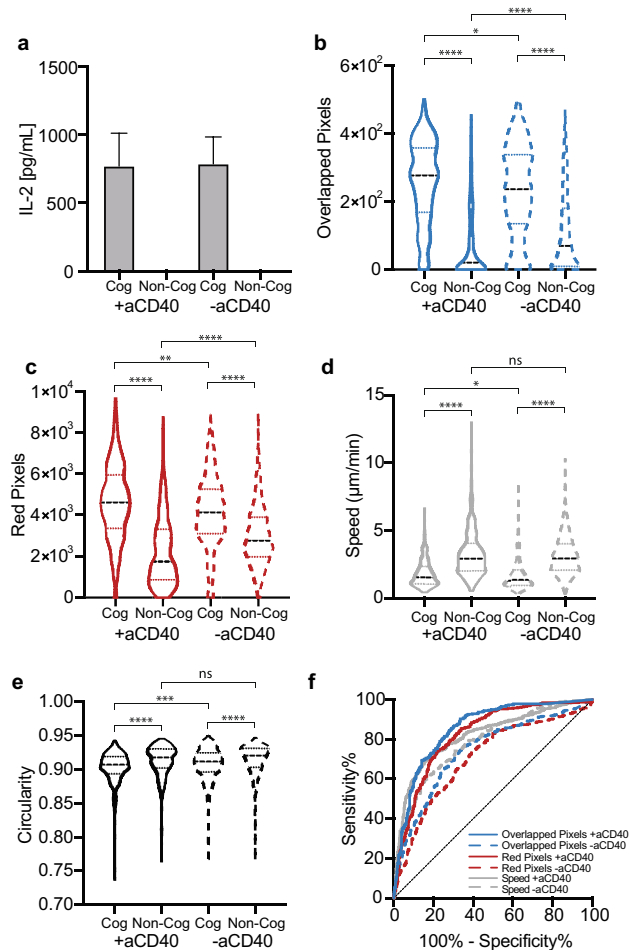 a
1500
1000
500
0
IL-2 [pg/mL]
Cog Non-Cog Cog Non-Cog
+aCD40 -aCD40
b
****
*
**** ****
6×10²
4×10²
2×10²
0
Overlapped Pixels
Cog Non-Cog Cog Non-Cog
+aCD40 -aCD40
c
****
**
**** ****
1×10⁴
8×10³
6×10³
4×10³
2×10³
0
Red Pixels
Cog Non-Cog Cog Non-Cog
+aCD40 -aCD40
d
ns
*
**** ****
15
10
5
0
Speed (µm/min)
Cog Non-Cog Cog Non-Cog
+aCD40 -aCD40
e
ns
***
**** ****
1.00
0.95
0.90
0.85
0.80
0.75
0.70
Circularity
Cog Non-Cog Cog Non-Cog
+aCD40 -aCD40
f
100
80
60
40
20
0
Sensitivity%
Overlapped Pixels +aCD40
Overlapped Pixels -aCD40
Red Pixels +aCD40
Red Pixels -aCD40
Speed +aCD40
Speed -aCD40
0 20 40 60 80 100
100% - Specificity%